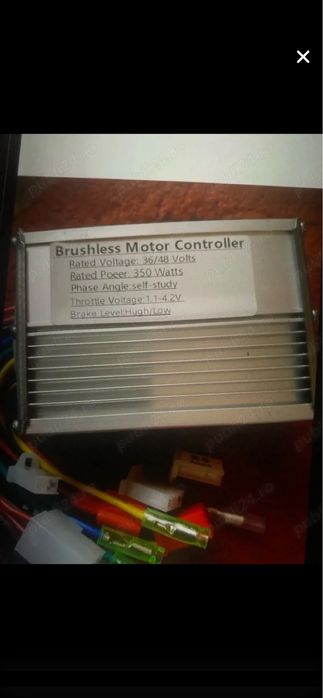 Brushless Motor Controller
Rated Voltage: 36/48 Volts
Rated Poeer: 350 Watts
Phase Angle:self-study
Throttle Voltage:1.1-4.2V
Brake Level:Hugh/Low